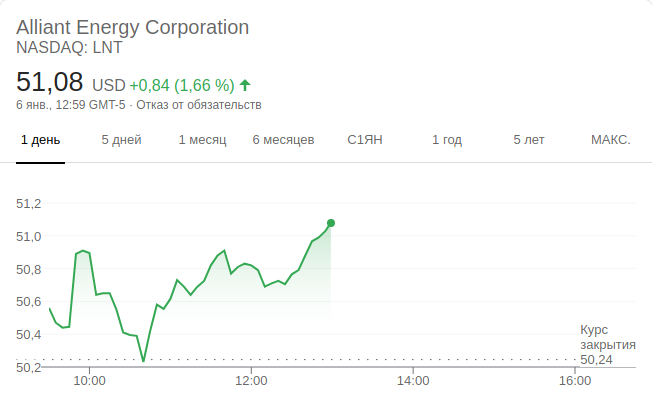 Alliant Energy Corporation
NASDAQ: LNT
51,08 USD +0,84 (1,66 %)
6 янв., 12:59 GMT-5 · Отказ от обязательств
1 день 5 дней 1 месяц 6 месяцев С1ЯН 1 год 5 лет МАКС.
51,2
51,0
50,8
50,6
50,4
50,2
Курс
закрытия
50,24
10:00 12:00 14:00 16:00